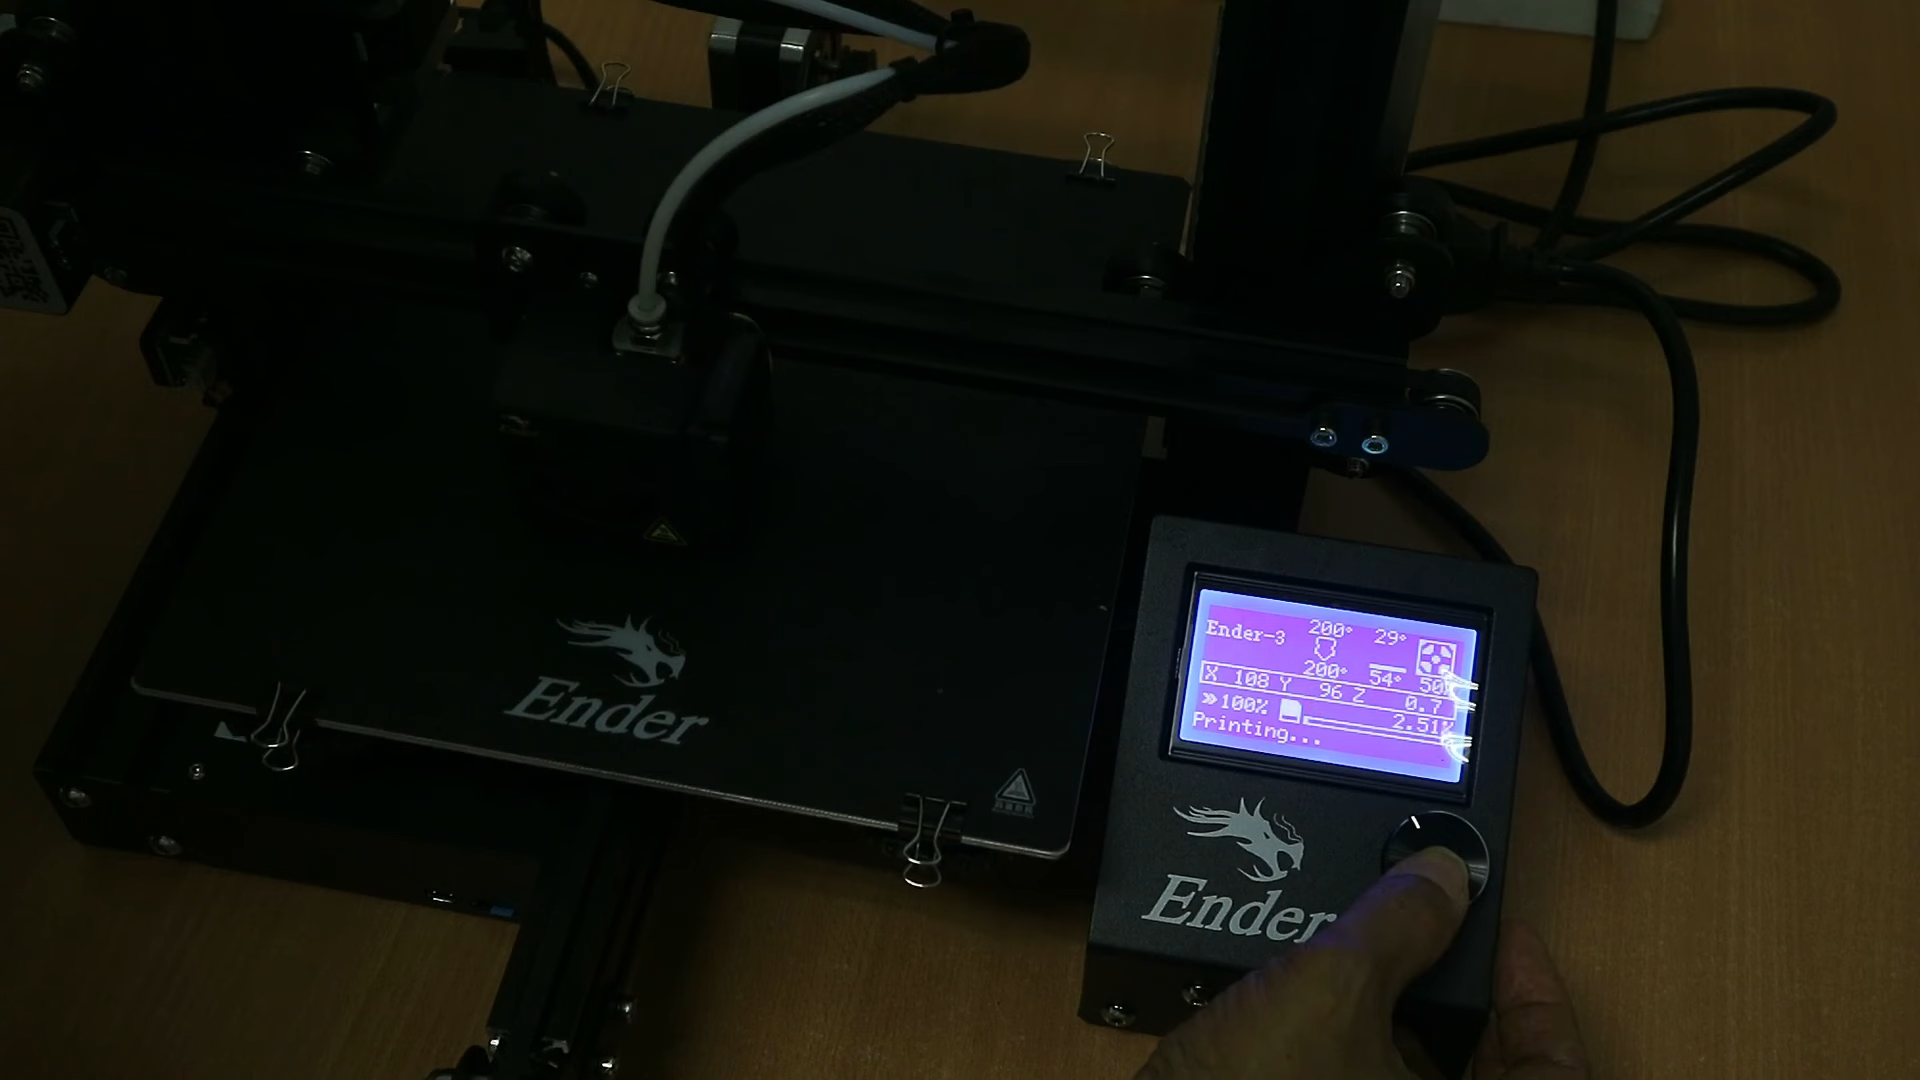 Ender
Ender-3
200° 29°
200° 54° 50%
X 108 Y 96 Z 0.7
»100% 2.51%
Printing...
Ender